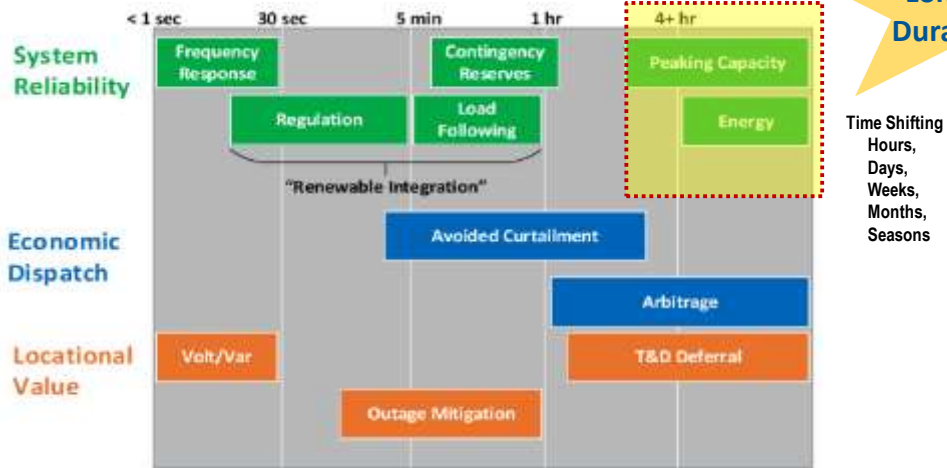 < 1 sec 30 sec 5 min 1 hr 4+ hr
Dura
System
Reliability
Frequency
Response
Contingency
Reserves
Peaking Capacity
Regulation
Load
Following
Energy
"Renewable Integration"
Time Shifting
Hours,
Days,
Weeks,
Months,
Seasons
Economic
Dispatch
Avoided Curtailment
Arbitrage
Locational
Value
Volt/Var
T&D Deferral
Outage Mitigation